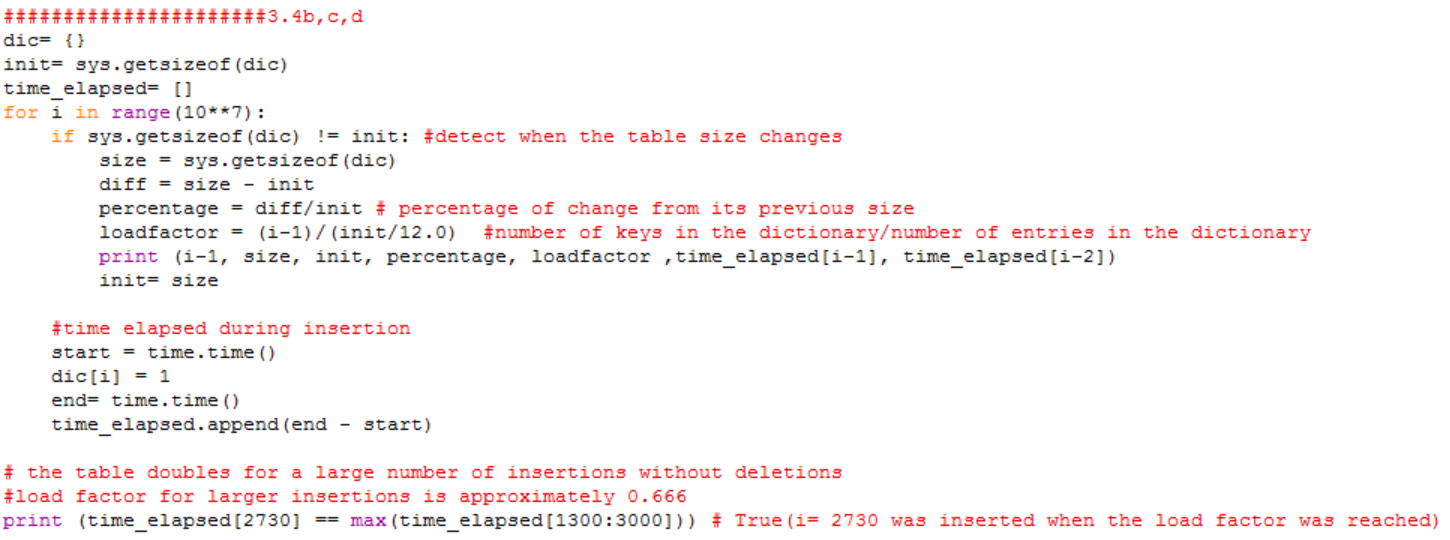 ######################3.4b,c,d
dic= {}
init= sys.getsizeof(dic)
time_elapsed= []
for i in range(10**7):
    if sys.getsizeof(dic) != init: #detect when the table size changes
        size = sys.getsizeof(dic)
        diff = size - init
        percentage = diff/init # percentage of change from its previous size
        loadfactor = (i-1)/(init/12.0)  #number of keys in the dictionary/number of entries in the dictionary
        print (i-1, size, init, percentage, loadfactor ,time_elapsed[i-1], time_elapsed[i-2])
        init= size
    #time elapsed during insertion
    start = time.time()
    dic[i] = 1
    end= time.time()
    time_elapsed.append(end - start)
# the table doubles for a large number of insertions without deletions
#load factor for larger insertions is approximately 0.666
print (time_elapsed[2730] == max(time_elapsed[1300:3000])) # True(i= 2730 was inserted when the load factor was reached)